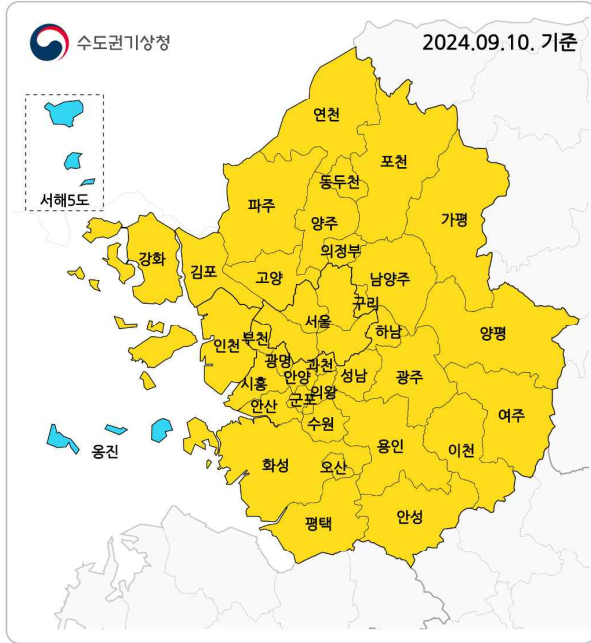 수도권기상청
2024.09.10. 기준
서해5도
연천
포천
동두천
파주
양주
가평
의정부
강화
김포
고양
남양주
구리
서울
인천
부천
하남
양평
광명
과천
시흥
안양
성남
광주
의왕
안산
군포
여주
수원
용인
이천
옹진
화성
오산
평택
안성